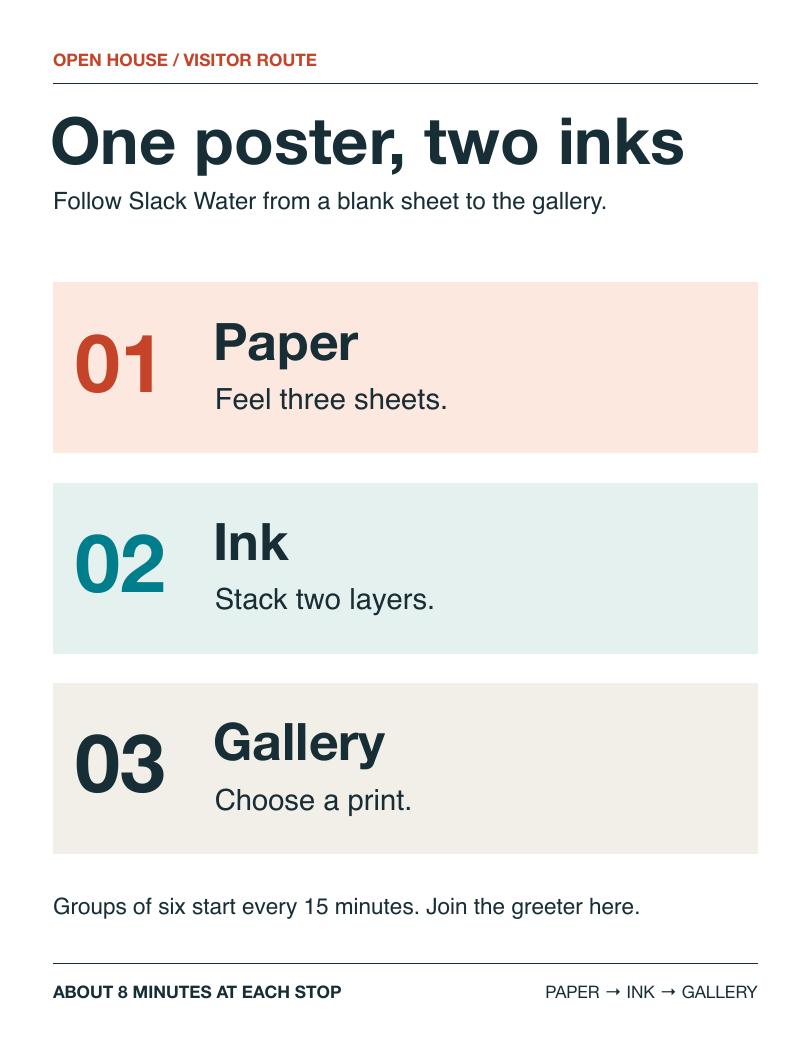 OPEN HOUSE / VISITOR ROUTE
One poster, two inks
Follow Slack Water from a blank sheet to the gallery.
01
Paper
Feel three sheets.
02
Ink
Stack two layers.
03
Gallery
Choose a print.
Groups of six start every 15 minutes. Join the greeter here.
ABOUT 8 MINUTES AT EACH STOP
PAPER → INK → GALLERY